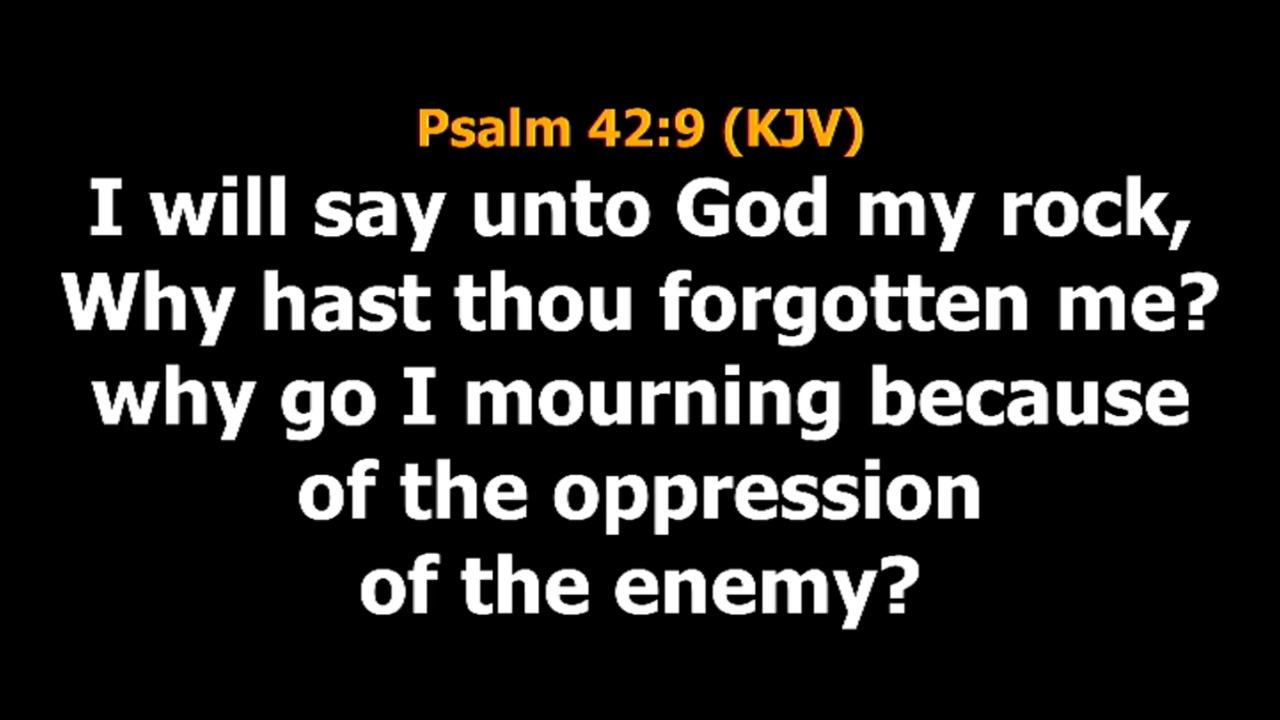 Psalm 42:9 (KJV)
I will say unto God my rock,
Why hast thou forgotten me?
why go I mourning because
of the oppression
of the enemy?